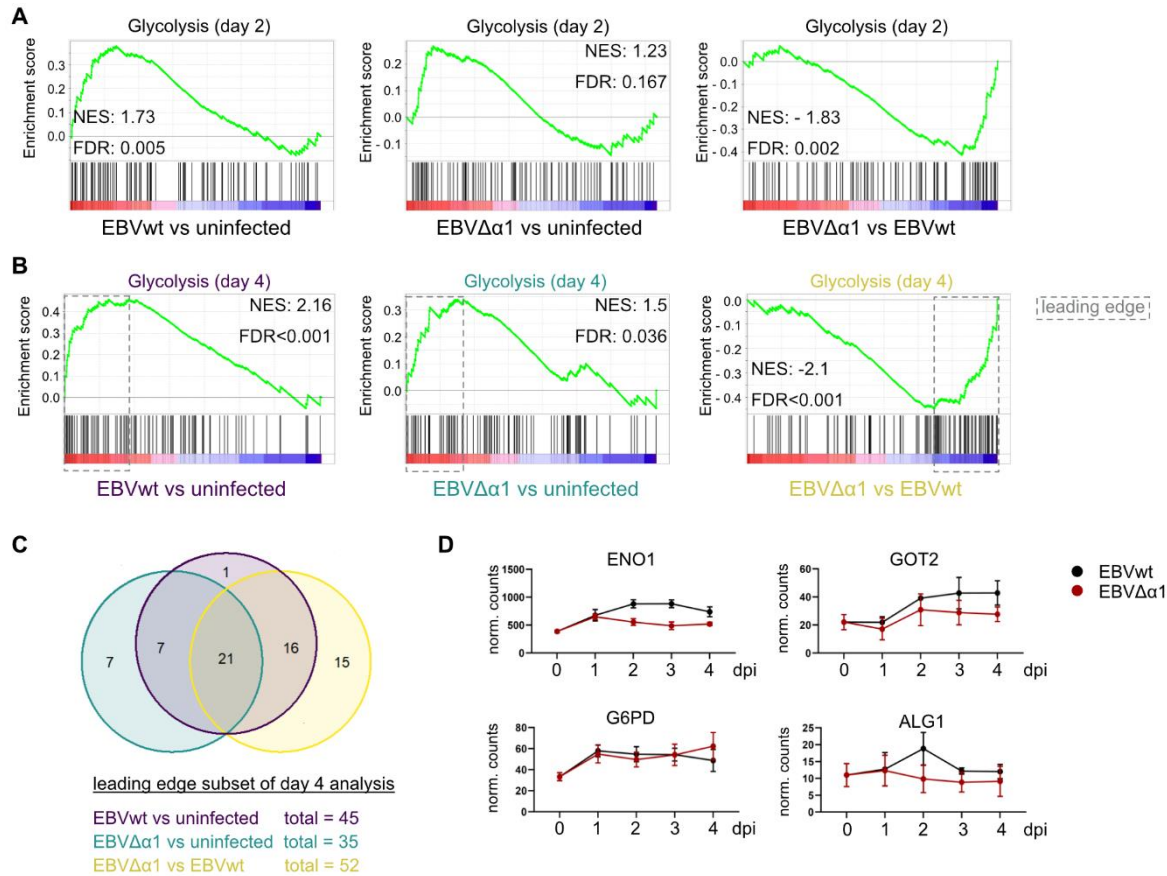 A
Glycolysis (day 2)
Enrichment score
0.3
0.2
0.1
0.0
NES: 1.73
FDR: 0.005
EBVwt vs uninfected
Glycolysis (day 2)
Enrichment score
0.2
0.1
0.0
- 0.1
NES: 1.23
FDR: 0.167
EBVΔα1 vs uninfected
Glycolysis (day 2)
Enrichment score
0.0
- 0.1
- 0.2
- 0.3
- 0.4
NES: - 1.83
FDR: 0.002
EBVΔα1 vs EBVwt
B
Glycolysis (day 4)
Enrichment score
0.4
0.3
0.2
0.1
0.0
NES: 2.16
FDR<0.001
EBVwt vs uninfected
Glycolysis (day 4)
Enrichment score
0.3
0.2
0.1
0.0
NES: 1.5
FDR: 0.036
EBVΔα1 vs uninfected
Glycolysis (day 4)
Enrichment score
- 0.0
- 0.1
- 0.2
- 0.3
- 0.4
NES: -2.1
FDR<0.001
EBVΔα1 vs EBVwt
leading edge
C
1
7
7
21
16
15
leading edge subset of day 4 analysis
EBVwt vs uninfected total = 45
EBVΔα1 vs uninfected total = 35
EBVΔα1 vs EBVwt total = 52
D
ENO1
norm. counts
1500
1000
500
0
0 1 2 3 4 dpi
GOT2
norm. counts
60
40
20
0
0 1 2 3 4 dpi
EBVwt
EBVΔα1
G6PD
norm. counts
80
60
40
20
0
0 1 2 3 4 dpi
ALG1
norm. counts
25
20
15
10
5
0
0 1 2 3 4 dpi